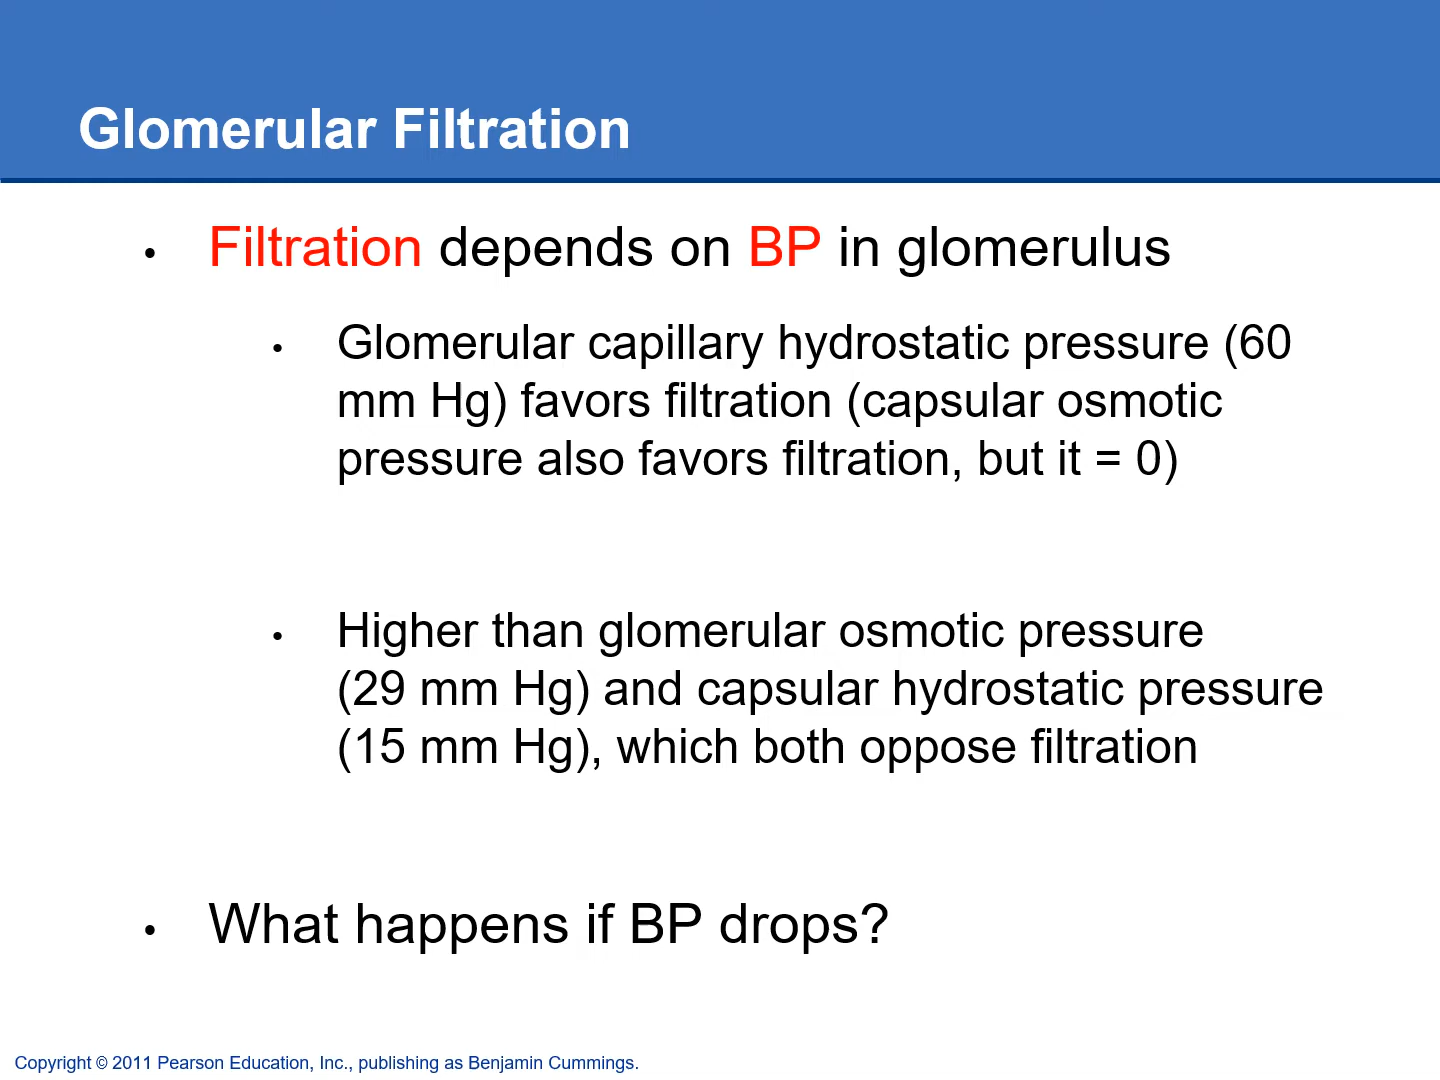 Glomerular Filtration
• Filtration depends on BP in glomerulus
• Glomerular capillary hydrostatic pressure (60
mm Hg) favors filtration (capsular osmotic
pressure also favors filtration, but it = 0)
• Higher than glomerular osmotic pressure
(29 mm Hg) and capsular hydrostatic pressure
(15 mm Hg), which both oppose filtration
• What happens if BP drops?
Copyright © 2011 Pearson Education, Inc., publishing as Benjamin Cummings.